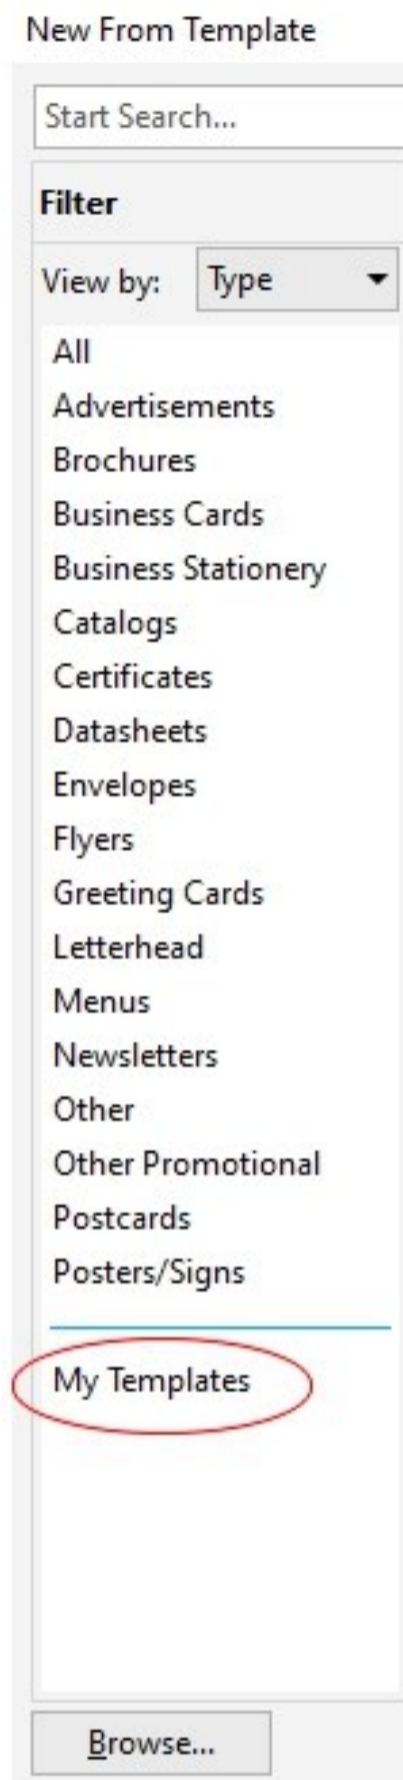 New From Template
Start Search...
Filter
View by: Type
All
Advertisements
Brochures
Business Cards
Business Stationery
Catalogs
Certificates
Datasheets
Envelopes
Flyers
Greeting Cards
Letterhead
Menus
Newsletters
Other
Other Promotional
Postcards
Posters/Signs
My Templates
Browse...